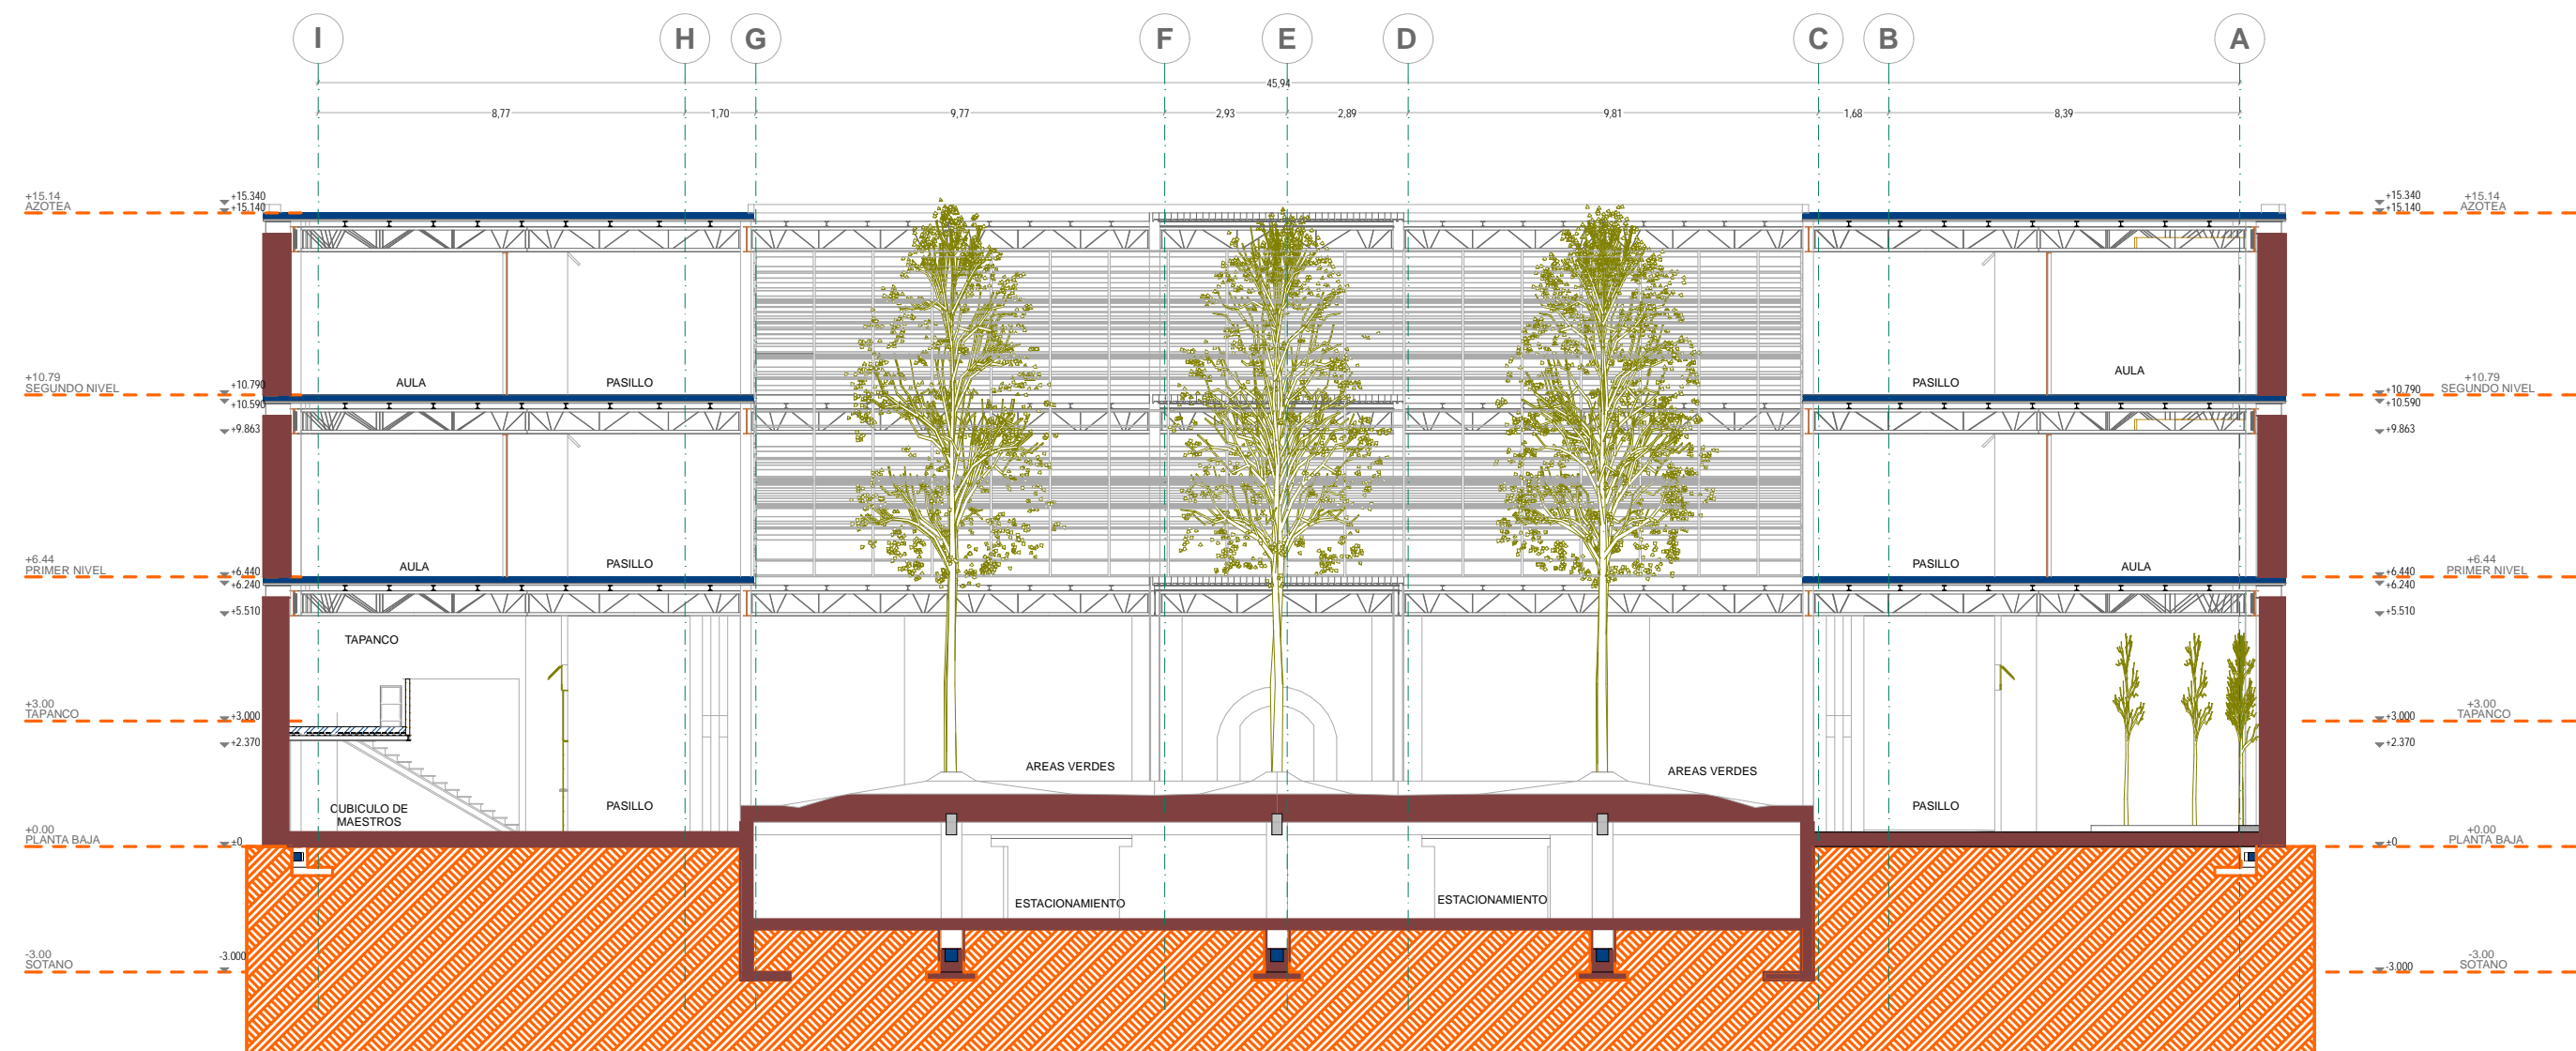 I H G F E D C B A
45,94
8,77 1,70 9,77 2,93 2,89 9,81 1,68 8,39
+15.14
AZOTEA
+15.340
+15.140
+15.340
+15.140
+15.14
AZOTEA
AULA PASILLO PASILLO AULA
+10.79
SEGUNDO NIVEL
+10.790
+10.590
+9.863
+10.790
+10.590
+9.863
+10.79
SEGUNDO NIVEL
AULA PASILLO PASILLO AULA
+6.44
PRIMER NIVEL
+6.440
+6.240
+5.510
+6.440
+6.240
+5.510
+6.44
PRIMER NIVEL
TAPANCO
+3.00
TAPANCO
+3.000
+2.370
+3.000
+2.370
+3.00
TAPANCO
AREAS VERDES AREAS VERDES
CUBICULO DE
MAESTROS
PASILLO PASILLO
+0.00
PLANTA BAJA
±0
±0
+0.00
PLANTA BAJA
ESTACIONAMIENTO ESTACIONAMIENTO
-3.00
SOTANO
-3.000
-3.000
-3.00
SOTANO